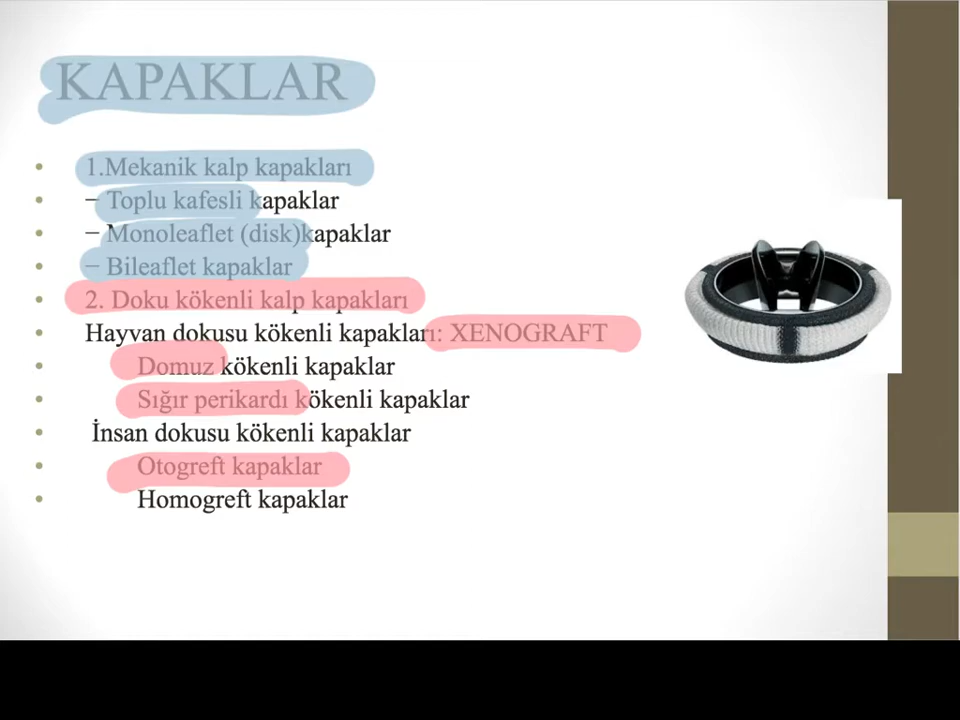 KAPAKLAR
• 1.Mekanik kalp kapakları
• − Toplu kafesli kapaklar
• − Monoleaflet (disk)kapaklar
• − Bileaflet kapaklar
• 2. Doku kökenli kalp kapakları
• Hayvan dokusu kökenli kapakları: XENOGRAFT
• Domuz kökenli kapaklar
• Sığır perikardı kökenli kapaklar
• İnsan dokusu kökenli kapaklar
• Otogreft kapaklar
• Homogreft kapaklar